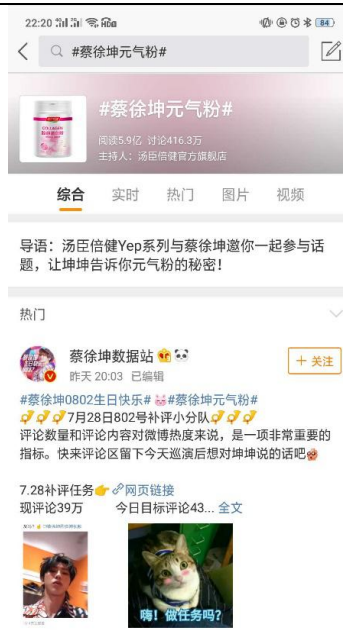 22:20
84
#蔡徐坤元气粉#
#蔡徐坤元气粉#
阅读5.9亿 讨论416.3万
主持人：汤臣倍健官方旗舰店
综合 实时 热门 图片 视频
导语：汤臣倍健Yep系列与蔡徐坤邀你一起参与话
题，让坤坤告诉你元气粉的秘密！
热门
蔡徐坤数据站
昨天 20:03 已编辑
+ 关注
#蔡徐坤0802生日快乐# #蔡徐坤元气粉#
7月28日802号补评小分队
评论数量和评论内容对微博热度来说，是一项非常重要的
指标。快来评论区留下今天巡演后想对坤坤说的话吧
7.28补评任务 网页链接
现评论39万 今日目标评论43... 全文
嗨！做任务吗？